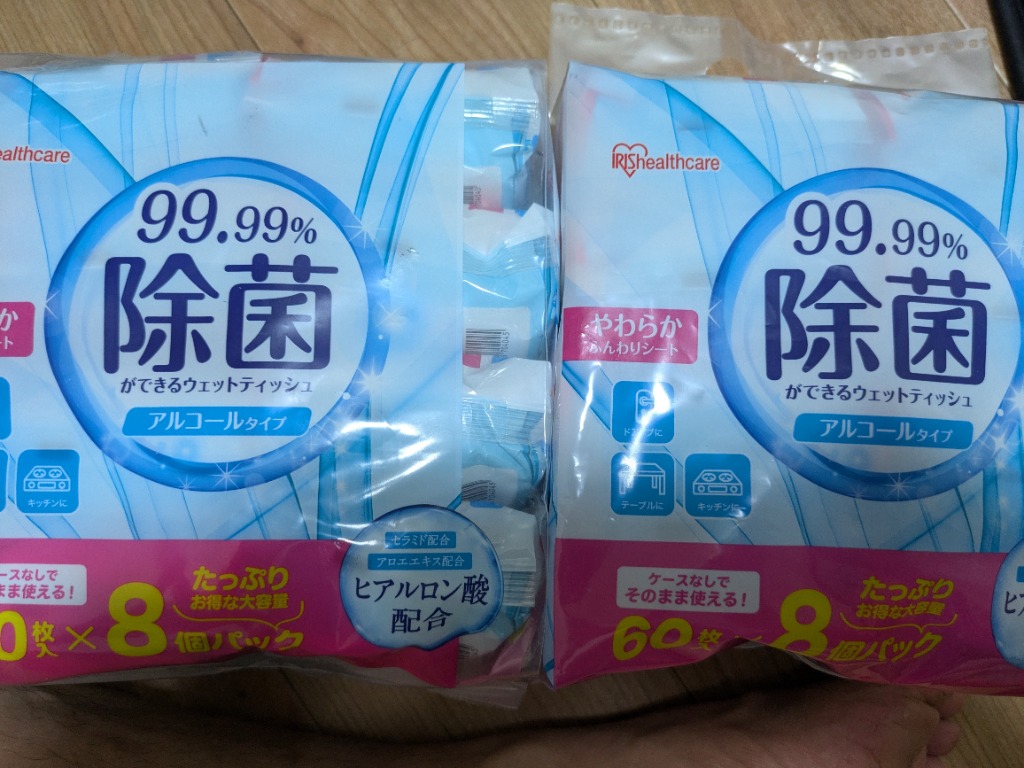 ealthcare
99.99%
除菌
ができるウェットティッシュ
アルコールタイプ
か
ート
キッチンに
セラミド配合
アロエエキス配合
ヒアルロン酸
配合
ースなしで
まま使える!
たっぷり
お得な大容量
0枚入×8個パック
IRIShealthcare
99.99%
除菌
ができるウェットティッシュ
アルコールタイプ
やわらか
ふんわりシート
ドアノブに
テーブルに
キッチンに
ケースなしで
そのまま使える!
たっぷり
お得な大容量
60枚入×8個パック
ヒア